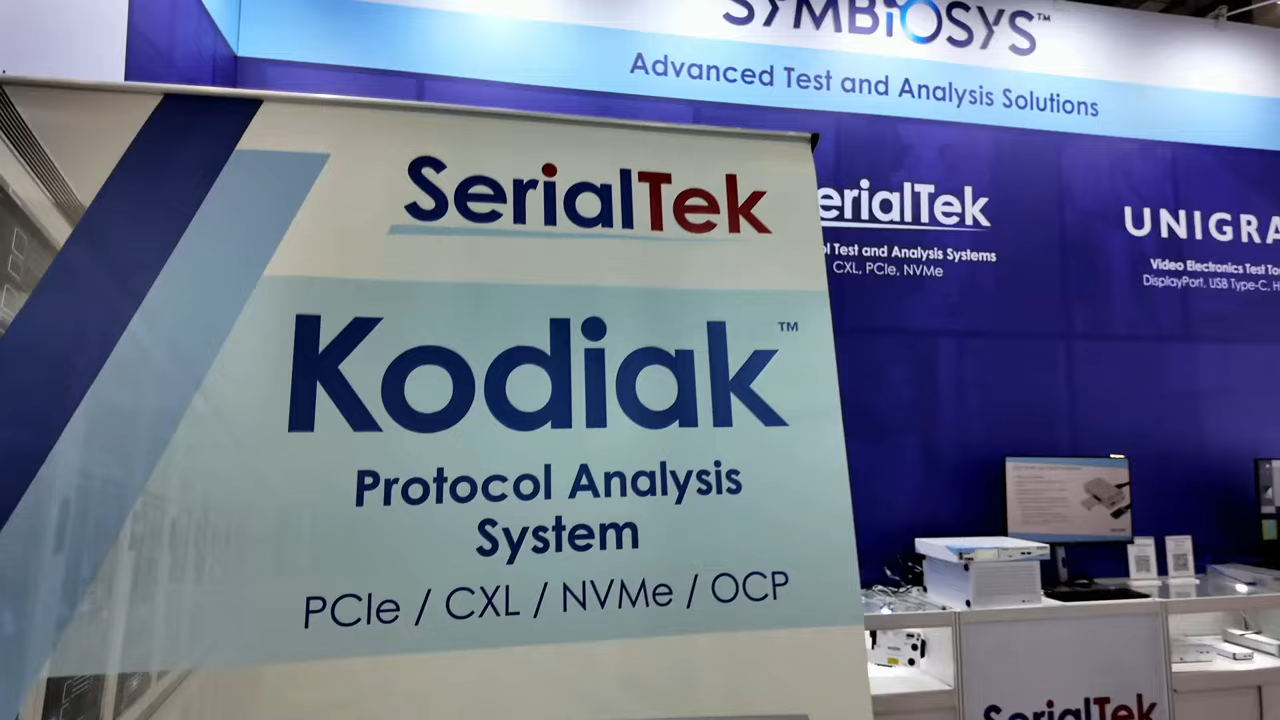 SYMBiOSYS™
Advanced Test and Analysis Solutions
SerialTek
Kodiak™
Protocol Analysis
System
PCIe / CXL / NVMe / OCP
erialTek
Test and Analysis Systems
CXL, PCIe, NVMe
UNIGRA
Video Electronics Test To
DisplayPort, USB Type-C, H
SerialTek